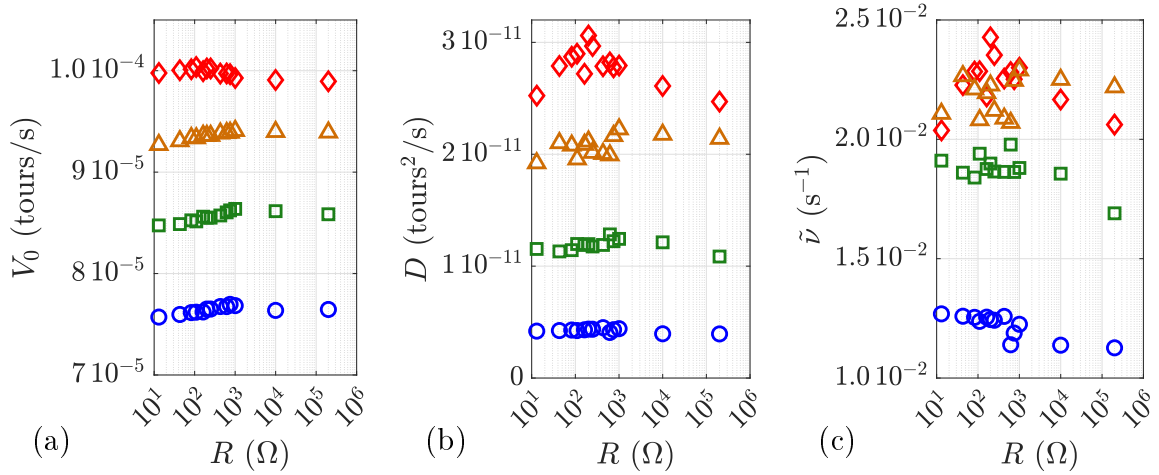 1.0 10⁻⁴
9 10⁻⁵
8 10⁻⁵
7 10⁻⁵
V₀ (tours/s)
10¹ 10² 10³ 10⁴ 10⁵ 10⁶
R (Ω)
(a)
3 10⁻¹¹
2 10⁻¹¹
1 10⁻¹¹
0
D (tours²/s)
10¹ 10² 10³ 10⁴ 10⁵ 10⁶
R (Ω)
(b)
2.5 10⁻²
2.0 10⁻²
1.5 10⁻²
1.0 10⁻²
ν̃ (s⁻¹)
10¹ 10² 10³ 10⁴ 10⁵ 10⁶
R (Ω)
(c)